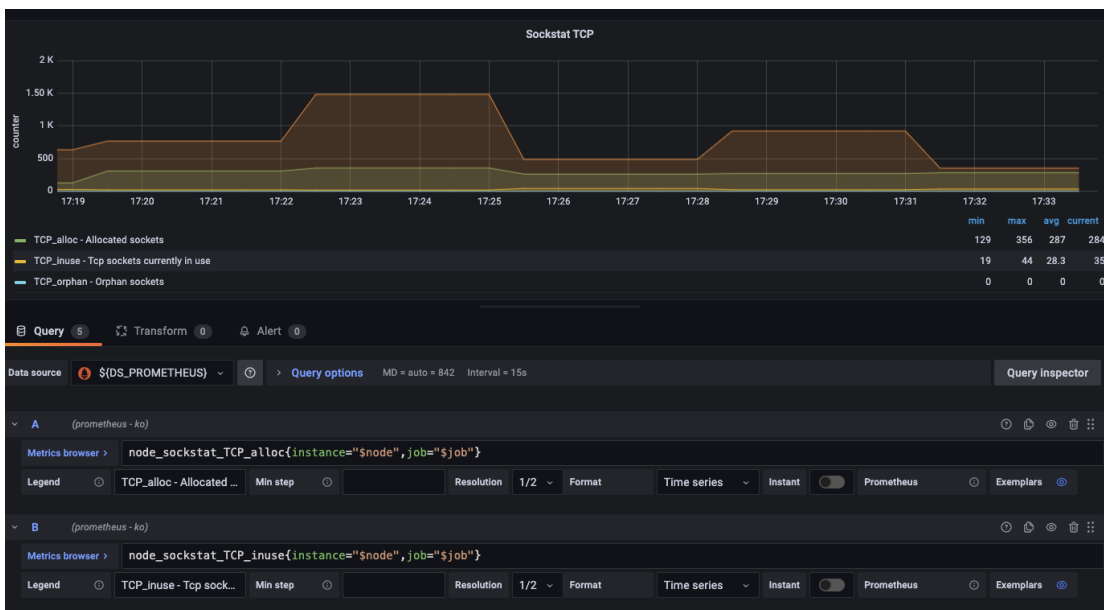 Sockstat TCP
2 K
1.50 K
1 K
500
0
counter
17:19 17:20 17:21 17:22 17:23 17:24 17:25 17:26 17:27 17:28 17:29 17:30 17:31 17:32 17:33
min max avg current
TCP_alloc - Allocated sockets 129 356 287 284
TCP_inuse - Tcp sockets currently in use 19 44 28.3 35
TCP_orphan - Orphan sockets 0 0 0 0
Query 5 Transform 0 Alert 0
Data source ${DS_PROMETHEUS} > Query options MD = auto = 842 Interval = 15s Query inspector
A (prometheus - ko)
Metrics browser > node_sockstat_TCP_alloc{instance="$node",job="$job"}
Legend TCP_alloc - Allocated ... Min step Resolution 1/2 Format Time series Instant Prometheus Exemplars
B (prometheus - ko)
Metrics browser > node_sockstat_TCP_inuse{instance="$node",job="$job"}
Legend TCP_inuse - Tcp sock... Min step Resolution 1/2 Format Time series Instant Prometheus Exemplars